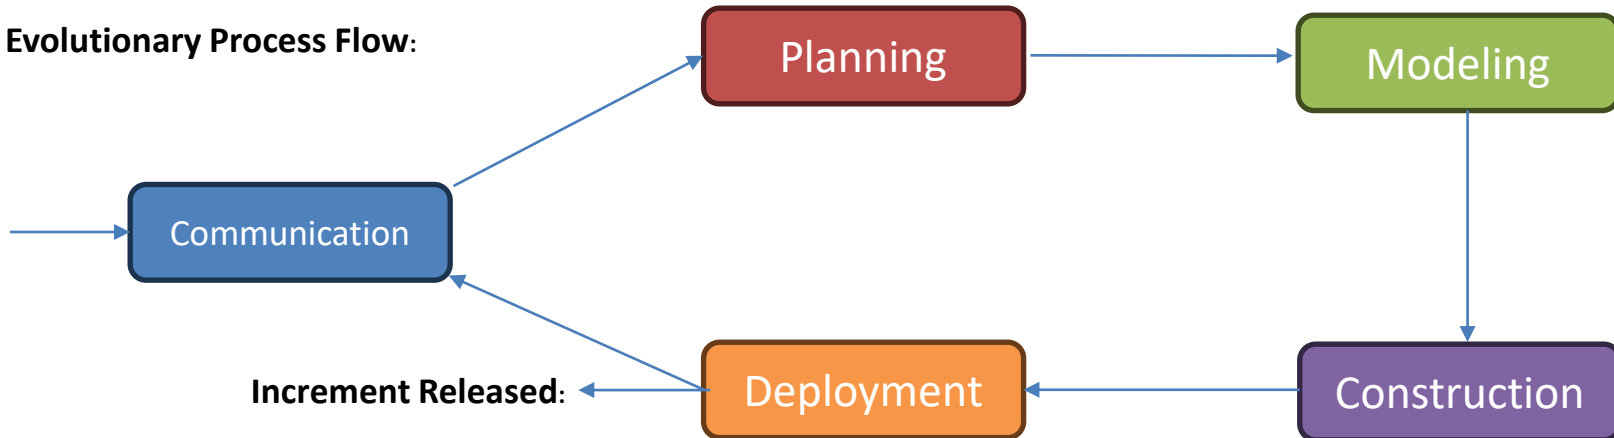 Evolutionary Process Flow:
Planning
Modeling
Communication
Increment Released:
Deployment
Construction